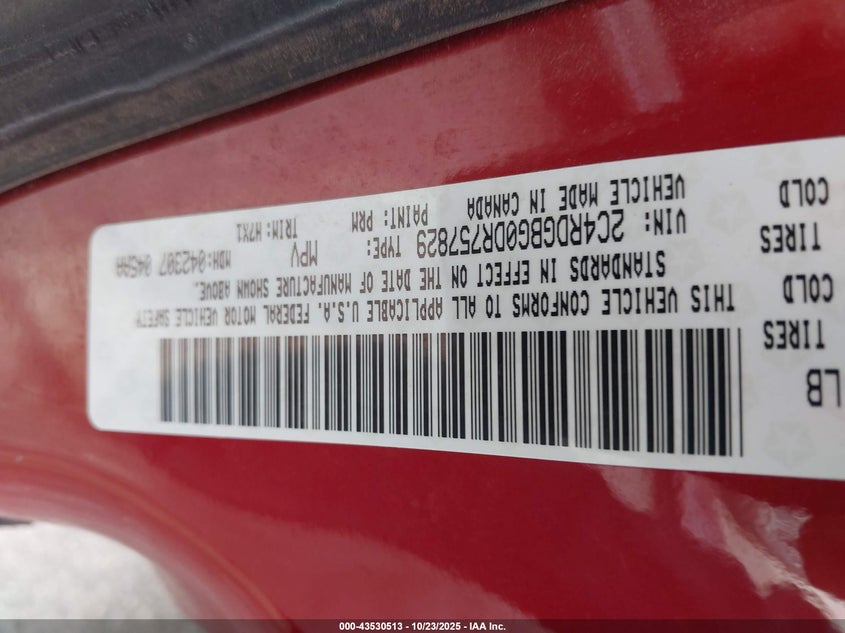 LB
TIRES
COLD
TIRES
COLD
THIS VEHICLE CONFORMS TO ALL APPLICABLE U.S.A. FEDERAL MOTOR VEHICLE SAFETY
STANDARDS IN EFFECT ON THE DATE OF MANUFACTURE SHOWN ABOVE.
VIN: 2C4RDGBG0DR757829 TYPE: MPV MDH:042307 045AA
VEHICLE MADE IN CANADA PAINT: PRM TRIM: H7X1
000-43530513 - 10/23/2025 - IAA Inc.